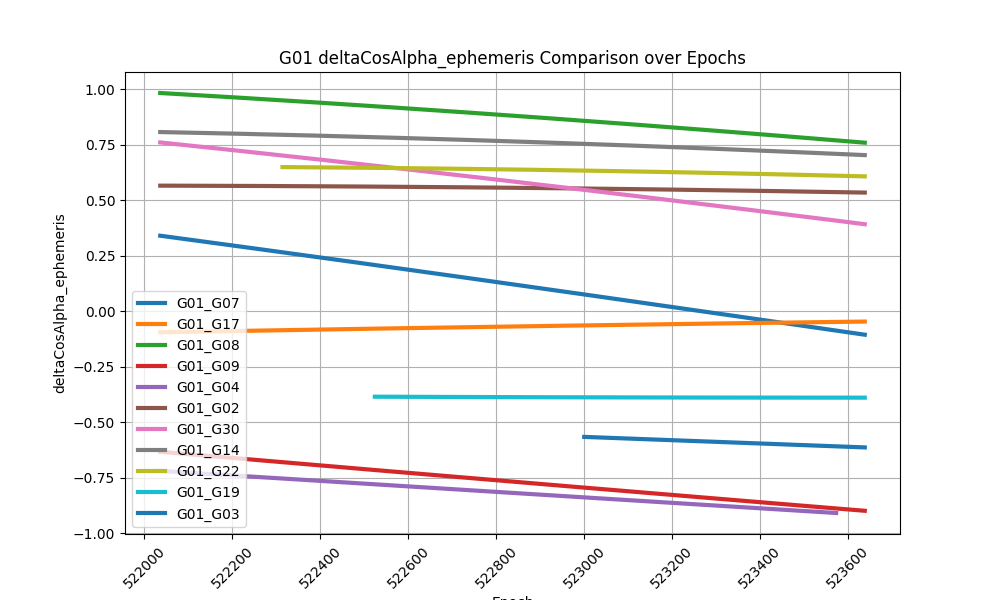 G01 deltaCosAlpha_ephemeris Comparison over Epochs
deltaCosAlpha_ephemeris
1.00
0.75
0.50
0.25
0.00
−0.25
−0.50
−0.75
−1.00
G01_G07
G01_G17
G01_G08
G01_G09
G01_G04
G01_G02
G01_G30
G01_G14
G01_G22
G01_G19
G01_G03
522000
522200
522400
522600
522800
523000
523200
523400
523600
Epoch